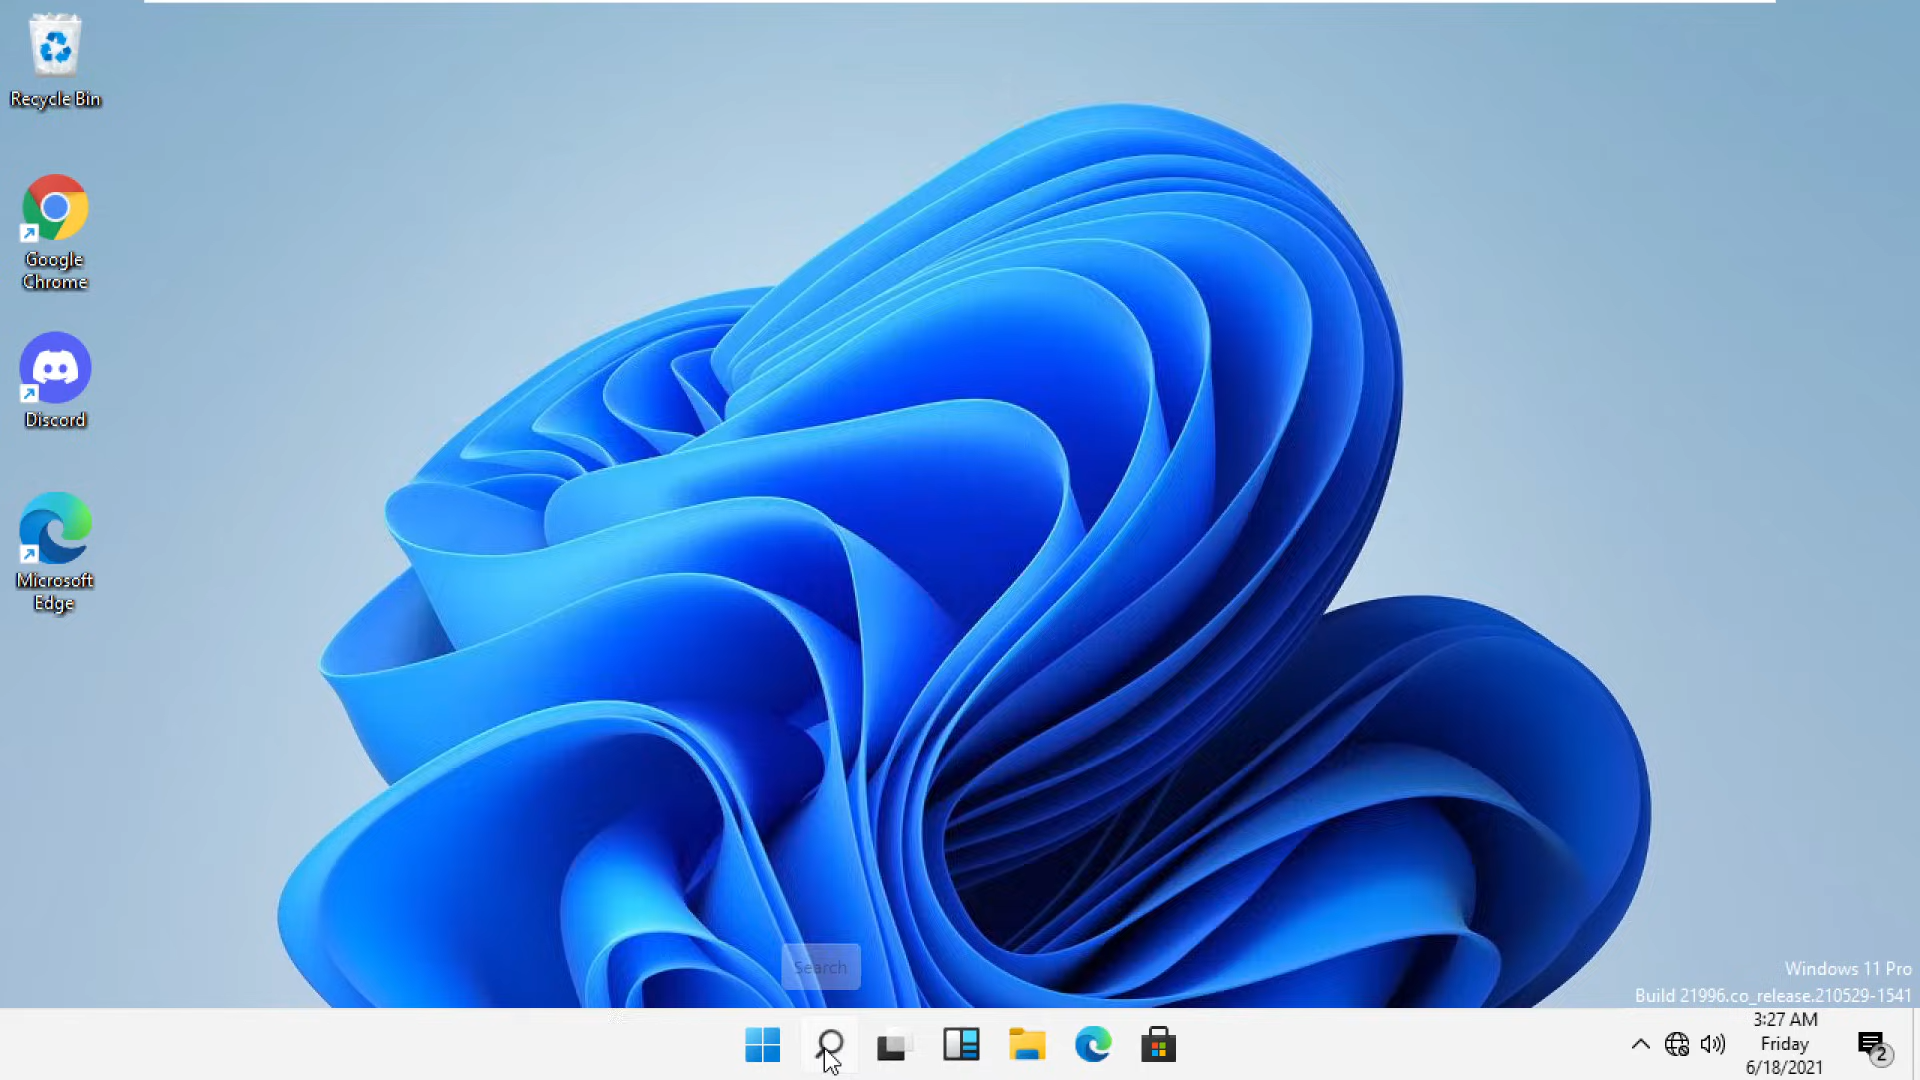 Recycle Bin
Google
Chrome
Discord
Microsoft
Edge
Search
Windows 11 Pro
Build 21996.co_release.210529-1541
3:27 AM
Friday
6/18/2021
2